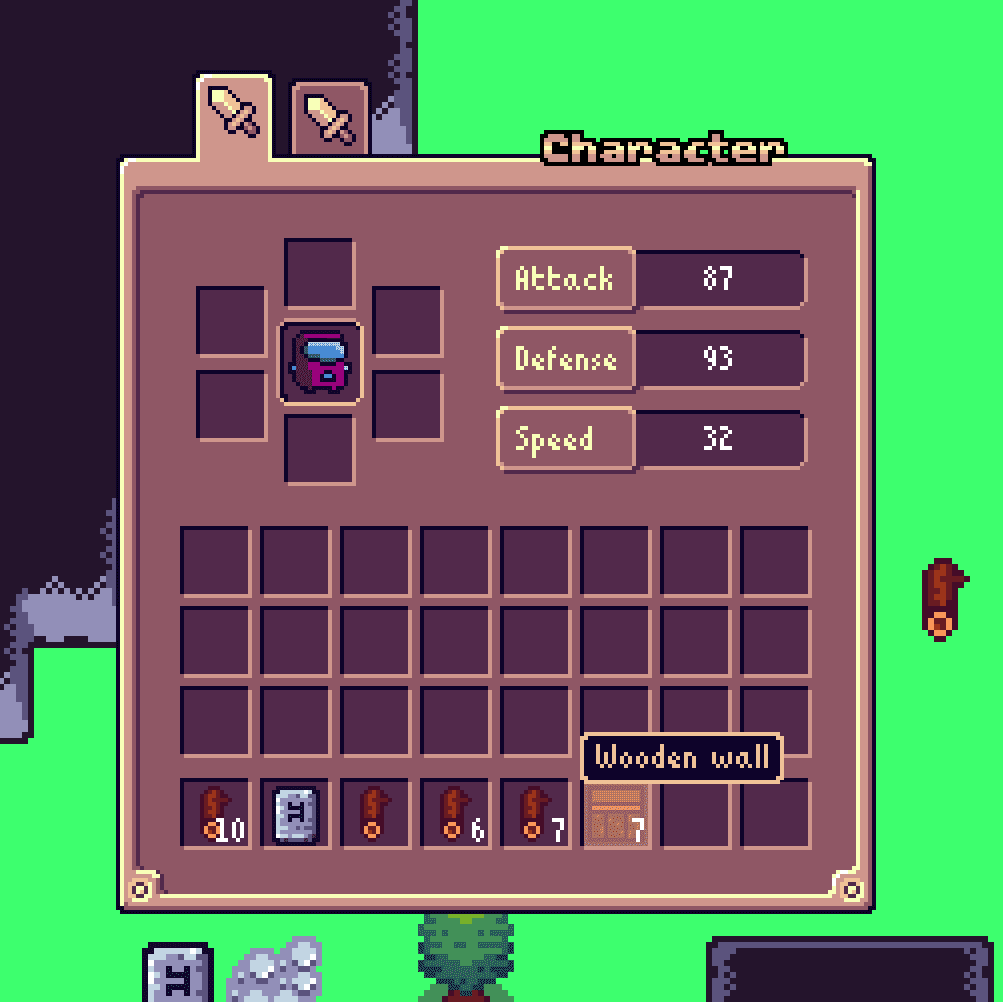 Character
Attack 87
Defense 93
Speed 32
Wooden wall
10 6 7 7